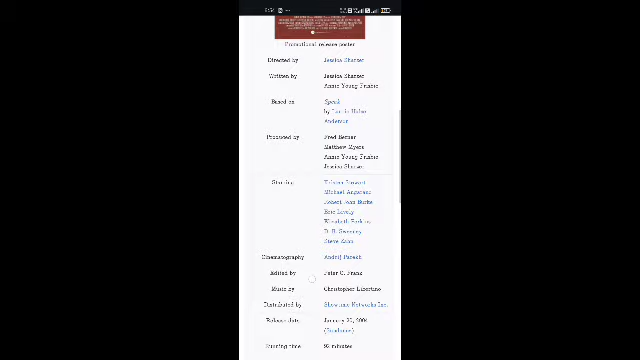 Promotional release poster
Directed by Jessica Sharzer
Written by Jessica Sharzer
Annie Young Frisbie
Based on Speak
by Laurie Halse
Anderson
Produced by Fred Berner
Matthew Myers
Annie Young Frisbie
Jessica Sharzer
Starring Kristen Stewart
Michael Angarano
Robert John Burke
Eric Lively
Elizabeth Perkins
D. B. Sweeney
Steve Zahn
Cinematography Andrij Parekh
Edited by Peter C. Frank
Music by Christopher Libertino
Distributed by Showtime Networks Inc.
Release date January 20, 2004
(Sundance)
Running time
minutes